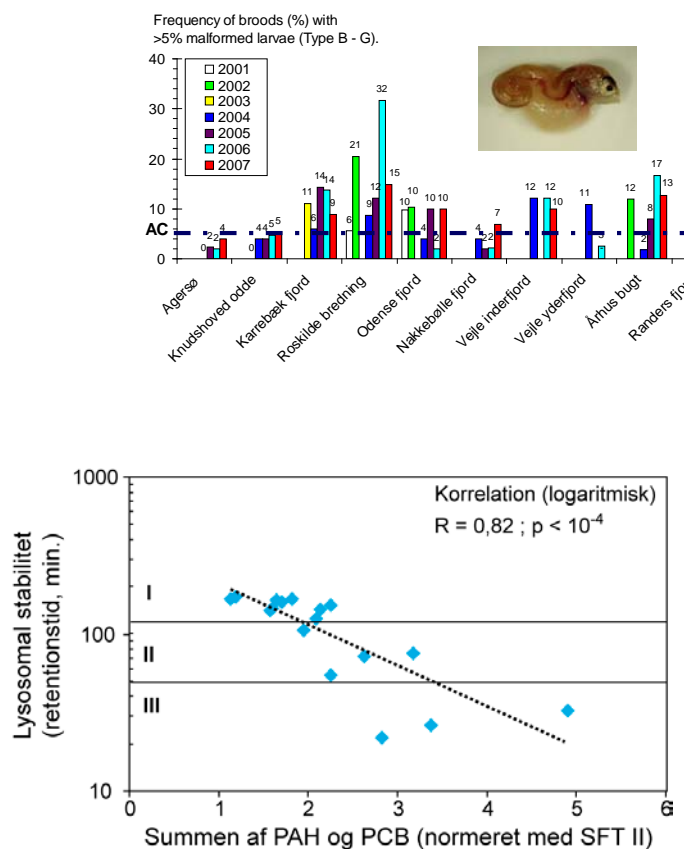 Frequency of broods (%) with
>5% malformed larvae (Type B - G).
40
30
20
10
AC
0
2001
2002
2003
2004
2005
2006
2007
0 2 2 4
0 4 4 5 5
11 6 14 14 9
6 21 9 12 32 15
10 10 4 10 2 10
4 2 2 7
12 12 10
11 3
12 2 8 17 13
Agersø
Knudshoved odde
Karrebæk fjord
Roskilde bredning
Odense fjord
Nakkebølle fjord
Vejle inderfjord
Vejle yderfjord
Århus bugt
Randers fjo
Lysosomal stabilitet
(retentionstid, min.)
1000
100
10
I
II
III
Korrelation (logaritmisk)
R = 0,82 ; p < 10⁻⁴
0 1 2 3 4 5 6
Summen af PAH og PCB (normeret med SFT II)